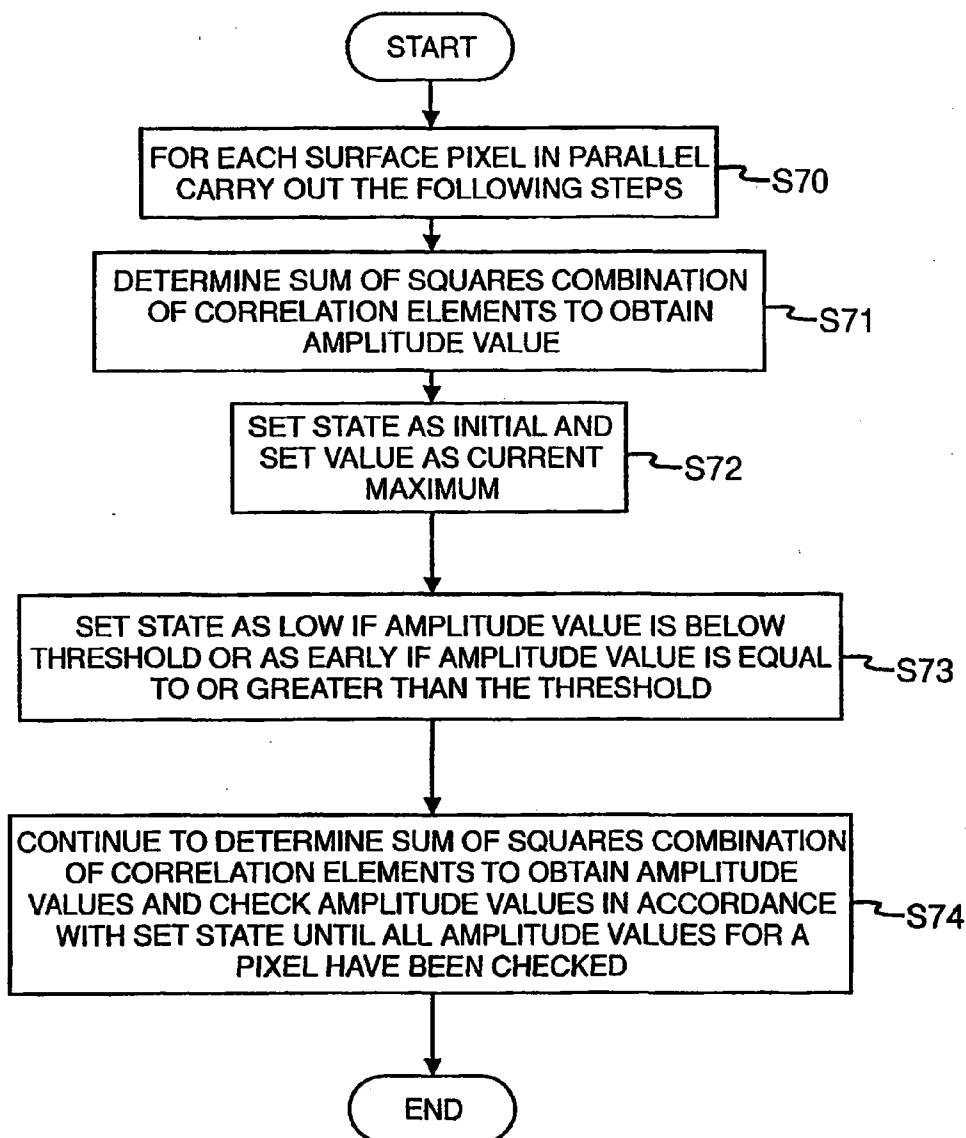 START
FOR EACH SURFACE PIXEL IN PARALLEL
CARRY OUT THE FOLLOWING STEPS
S70
DETERMINE SUM OF SQUARES COMBINATION
OF CORRELATION ELEMENTS TO OBTAIN
AMPLITUDE VALUE
S71
SET STATE AS INITIAL AND
SET VALUE AS CURRENT
MAXIMUM
S72
SET STATE AS LOW IF AMPLITUDE VALUE IS BELOW
THRESHOLD OR AS EARLY IF AMPLITUDE VALUE IS EQUAL
TO OR GREATER THAN THE THRESHOLD
S73
CONTINUE TO DETERMINE SUM OF SQUARES COMBINATION
OF CORRELATION ELEMENTS TO OBTAIN AMPLITUDE
VALUES AND CHECK AMPLITUDE VALUES IN ACCORDANCE
WITH SET STATE UNTIL ALL AMPLITUDE VALUES FOR A
PIXEL HAVE BEEN CHECKED
S74
END